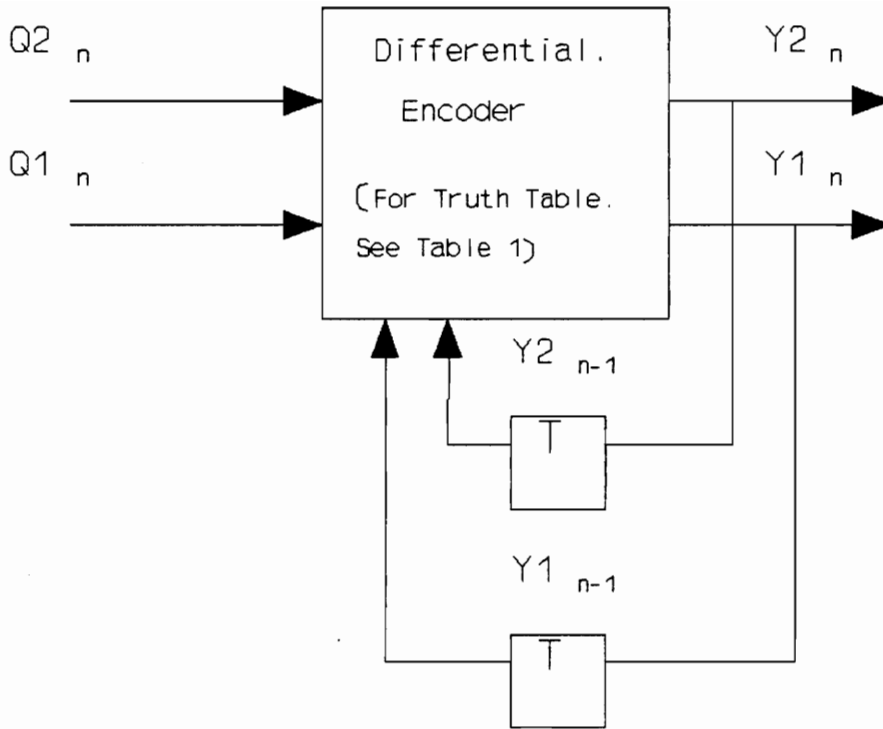 Q2 n
Differential.
Y2 n
Encoder
Q1 n
Y1 n
(For Truth Table.
See Table 1)
Y2 n-1
T
Y1 n-1
T